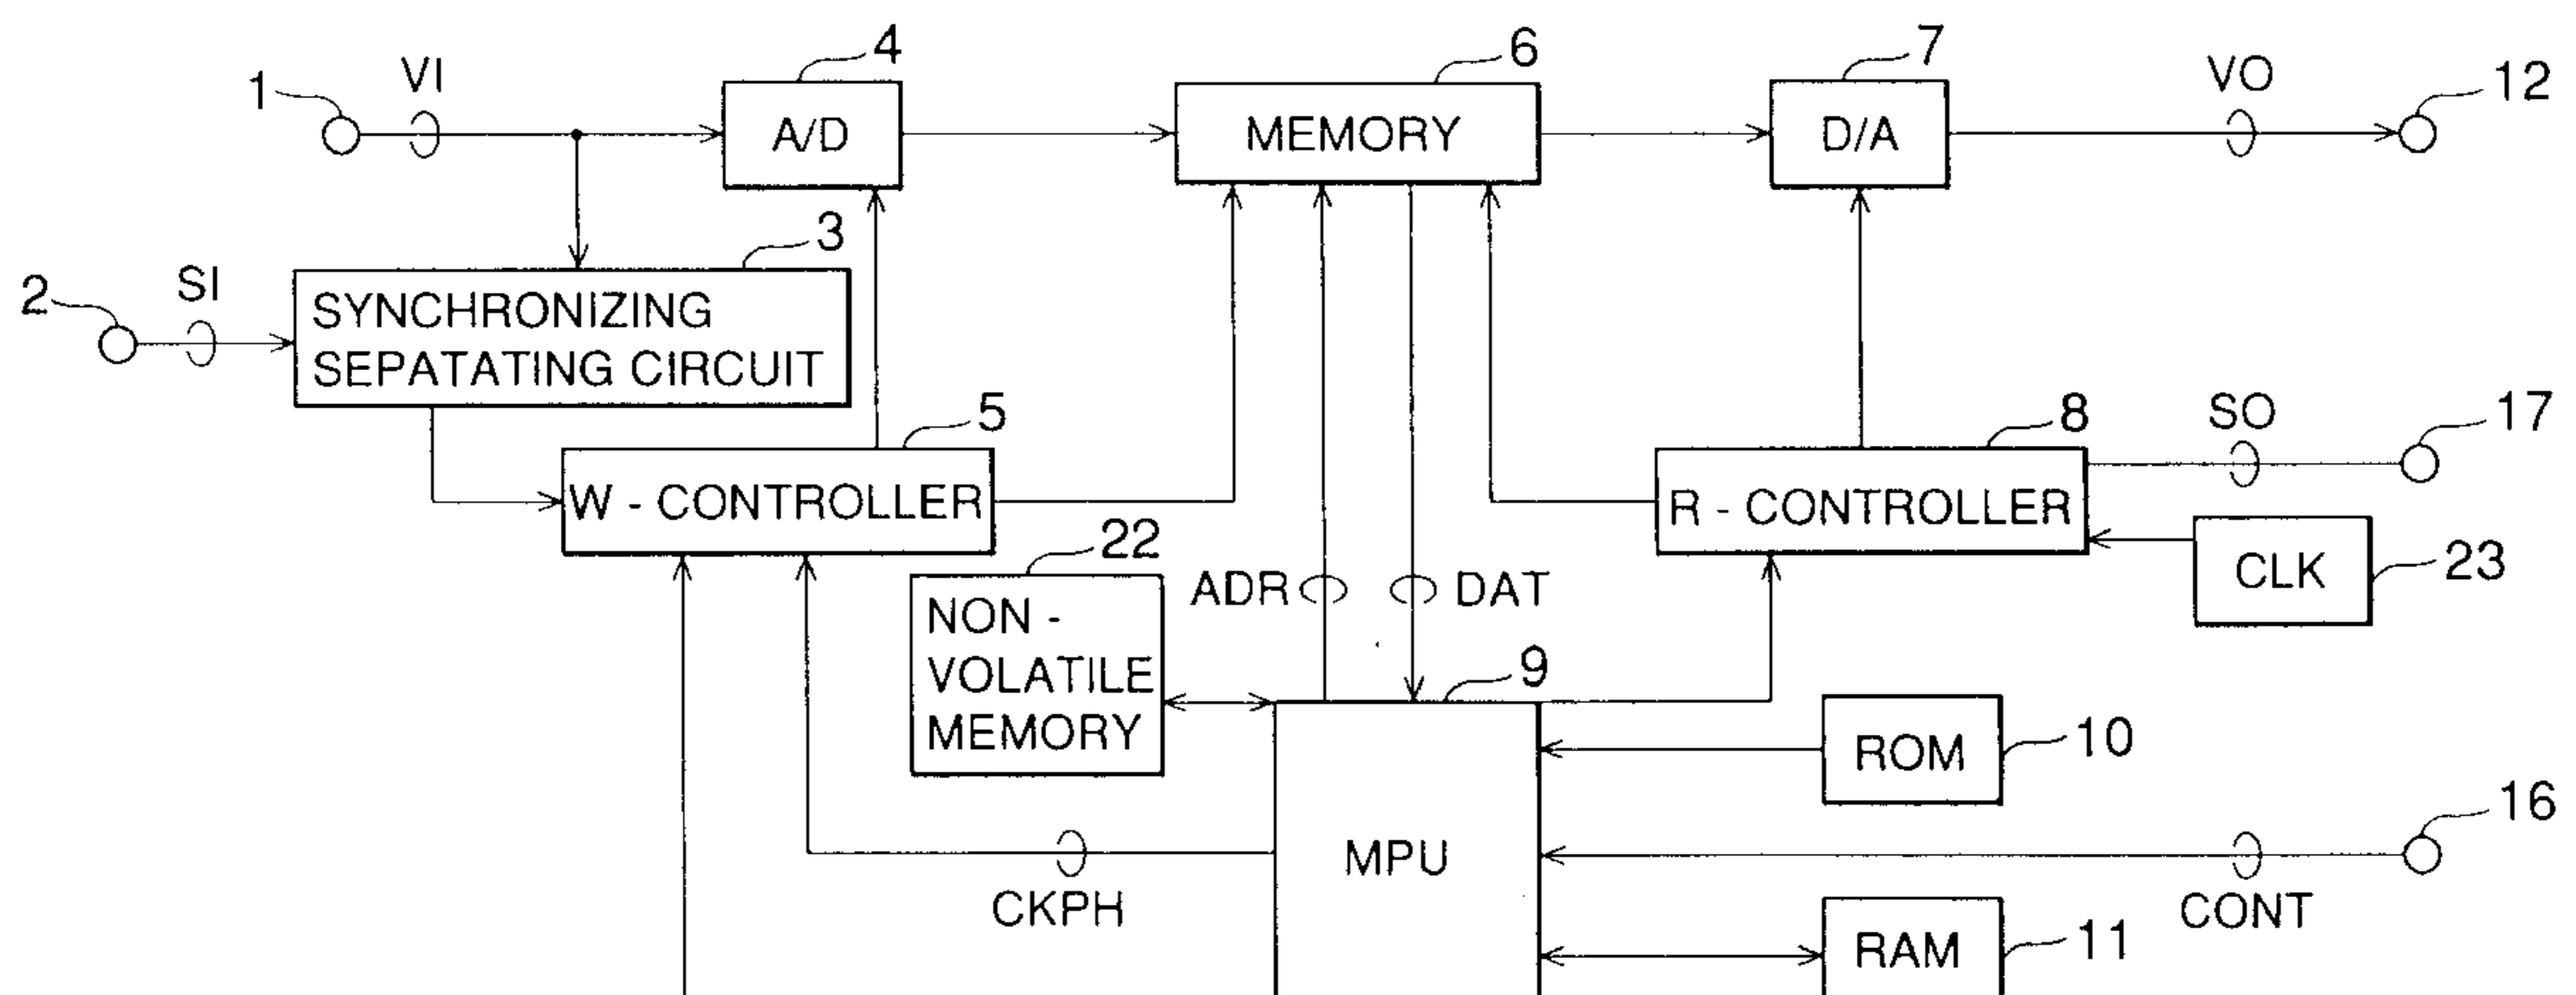 4
6
7
1
VI
VO
12
A/D
MEMORY
D/A
3
2
SI
SYNCHRONIZING
SEPATATING CIRCUIT
5
8
SO
17
W - CONTROLLER
R - CONTROLLER
22
CLK
23
ADR
DAT
NON -
VOLATILE
MEMORY
9
ROM
10
16
MPU
CKPH
CONT
RAM
11